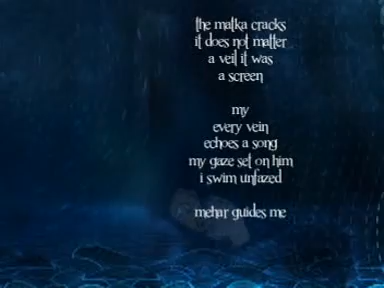 the matka cracks
it does not matter
a veil it was
a screen
my
every vein
echoes a song
my gaze set on him
i swim unfazed
mehar guides me